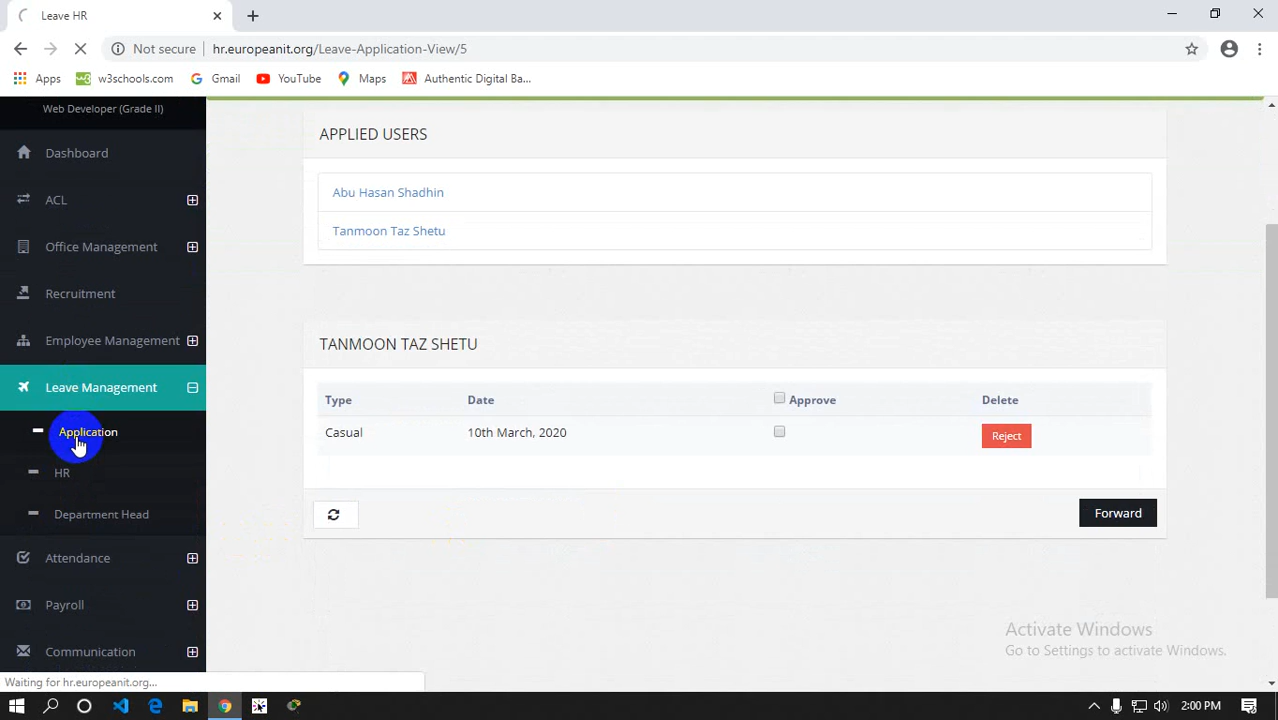 Leave HR
Not secure hr.europeanit.org/Leave-Application-View/5
Apps w3schools.com Gmail YouTube Maps Authentic Digital Ba...
Web Developer (Grade II)
Dashboard
ACL
Office Management
Recruitment
Employee Management
Leave Management
Application
HR
Department Head
Attendance
Payroll
Communication
APPLIED USERS
Abu Hasan Shadhin
Tanmoon Taz Shetu
TANMOON TAZ SHETU
Type Date Approve Delete
Casual 10th March, 2020 Reject
Forward
Activate Windows
Go to Settings to activate Windows.
Waiting for hr.europeanit.org...
2:00 PM